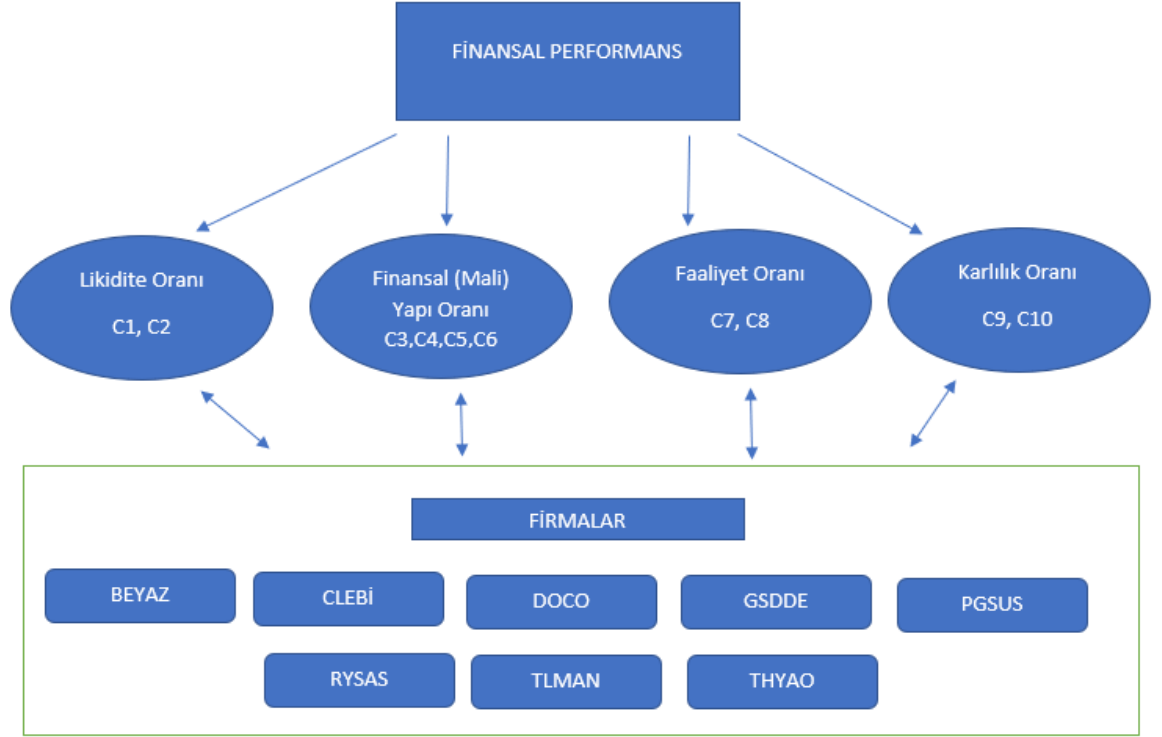 FİNANSAL PERFORMANS
Likidite Oranı
C1, C2
Finansal (Mali)
Yapı Oranı
C3,C4,C5,C6
Faaliyet Oranı
C7, C8
Karlılık Oranı
C9, C10
FİRMALAR
BEYAZ
CLEBİ
DOCO
GSDDE
PGSUS
RYSAS
TLMAN
THYAO